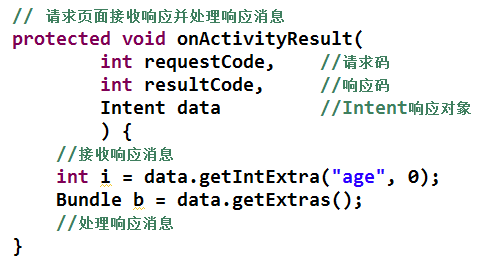 // 请求页面接收响应并处理响应消息
protected void onActivityResult(
int requestCode, //请求码
int resultCode, //响应码
Intent data //Intent响应对象
) {
//接收响应消息
int i = data.getIntExtra("age", 0);
Bundle b = data.getExtras();
//处理响应消息
}